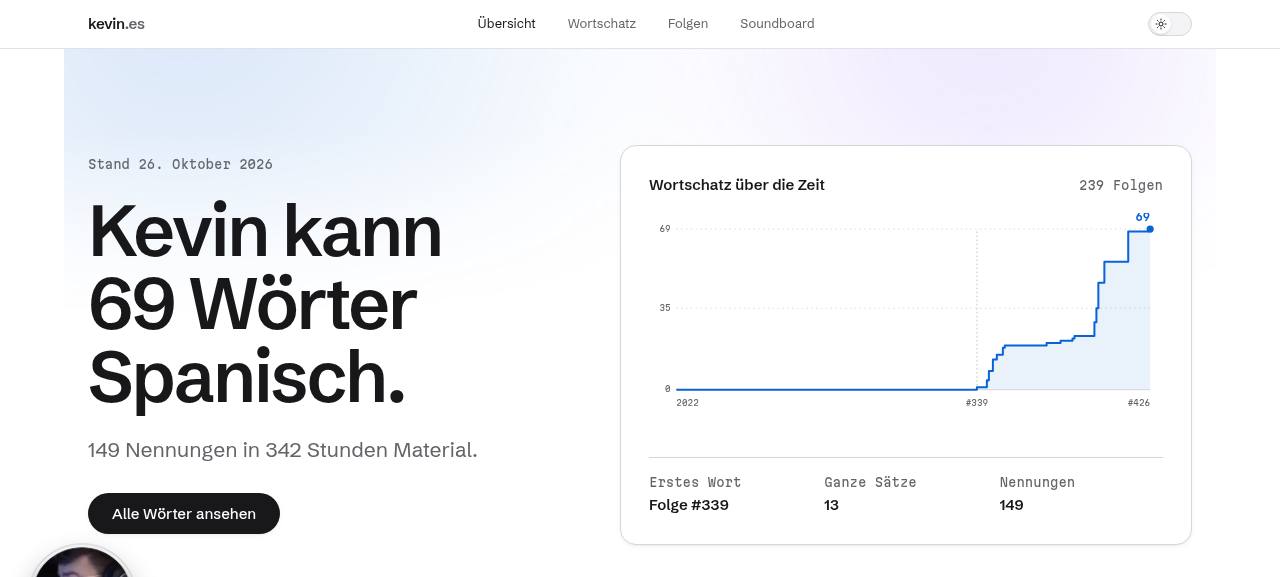 kevin.es
Übersicht
Wortschatz
Folgen
Soundboard
Stand 26. Oktober 2026
Kevin kann
69 Wörter
Spanisch.
149 Nennungen in 342 Stunden Material.
Alle Wörter ansehen
Wortschatz über die Zeit
239 Folgen
69
69
35
0
2022
#339
#426
Erstes Wort
Folge #339
Ganze Sätze
13
Nennungen
149